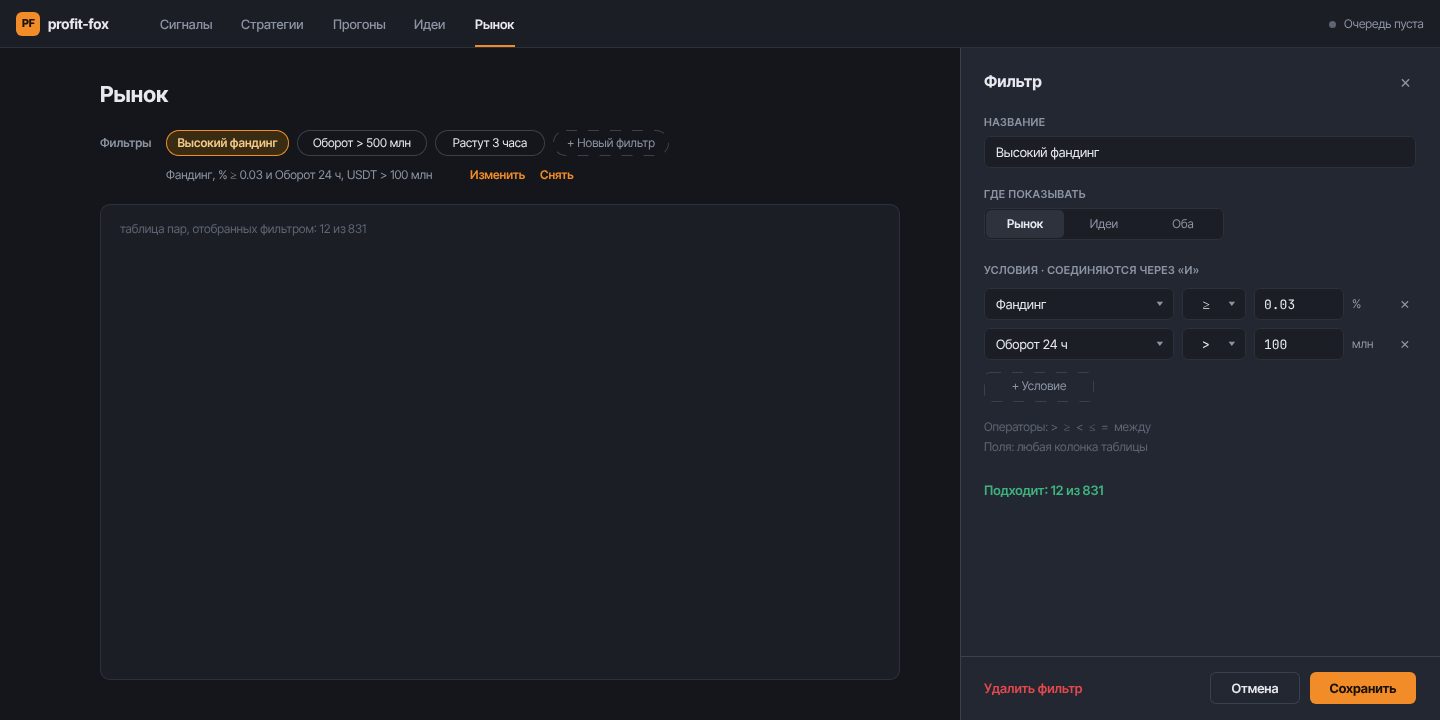 PF profit-fox Сигналы Стратегии Прогоны Идеи Рынок Очередь пуста
Рынок
Фильтры Высокий фандинг Оборот > 500 млн Растут 3 часа + Новый фильтр
Фандинг, % ≥ 0.03 и Оборот 24 ч, USDT > 100 млн Изменить Снять
таблица пар, отобранных фильтром: 12 из 831
Фильтр ×
НАЗВАНИЕ
Высокий фандинг
ГДЕ ПОКАЗЫВАТЬ
Рынок Идеи Оба
УСЛОВИЯ · СОЕДИНЯЮТСЯ ЧЕРЕЗ «И»
Фандинг ≥ 0.03 % ×
Оборот 24 ч > 100 млн ×
+ Условие
Операторы: > ≥ < ≤ = между
Поля: любая колонка таблицы
Подходит: 12 из 831
Удалить фильтр Отмена Сохранить